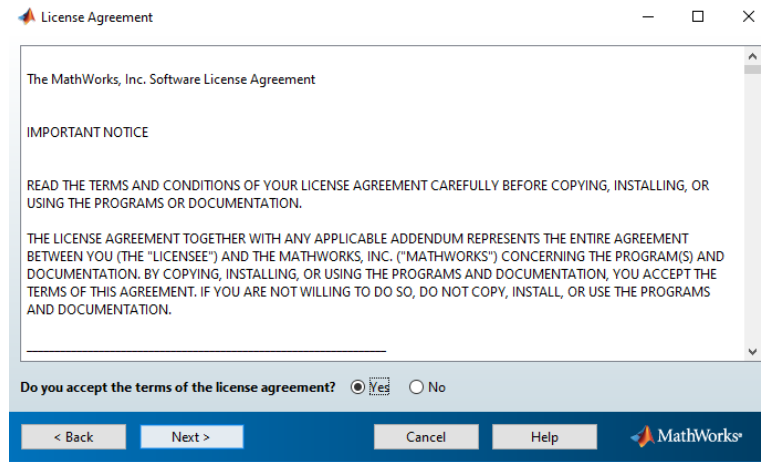 License Agreement
The MathWorks, Inc. Software License Agreement
IMPORTANT NOTICE
READ THE TERMS AND CONDITIONS OF YOUR LICENSE AGREEMENT CAREFULLY BEFORE COPYING, INSTALLING, OR
USING THE PROGRAMS OR DOCUMENTATION.
THE LICENSE AGREEMENT TOGETHER WITH ANY APPLICABLE ADDENDUM REPRESENTS THE ENTIRE AGREEMENT
BETWEEN YOU (THE "LICENSEE") AND THE MATHWORKS, INC. ("MATHWORKS") CONCERNING THE PROGRAM(S) AND
DOCUMENTATION. BY COPYING, INSTALLING, OR USING THE PROGRAMS AND DOCUMENTATION, YOU ACCEPT THE
TERMS OF THIS AGREEMENT. IF YOU ARE NOT WILLING TO DO SO, DO NOT COPY, INSTALL, OR USE THE PROGRAMS
AND DOCUMENTATION.
Do you accept the terms of the license agreement? Yes No
< Back Next > Cancel Help MathWorks®